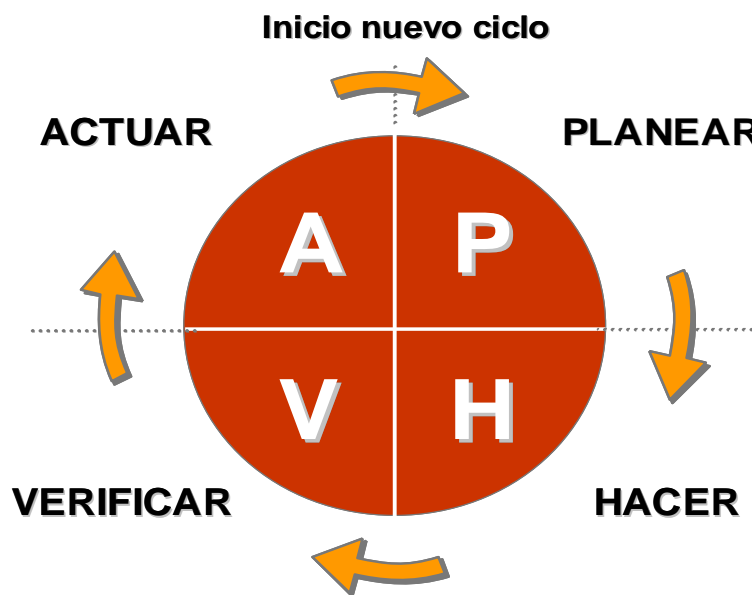 Inicio nuevo ciclo
ACTUAR
PLANEAR
A
P
V
H
VERIFICAR
HACER